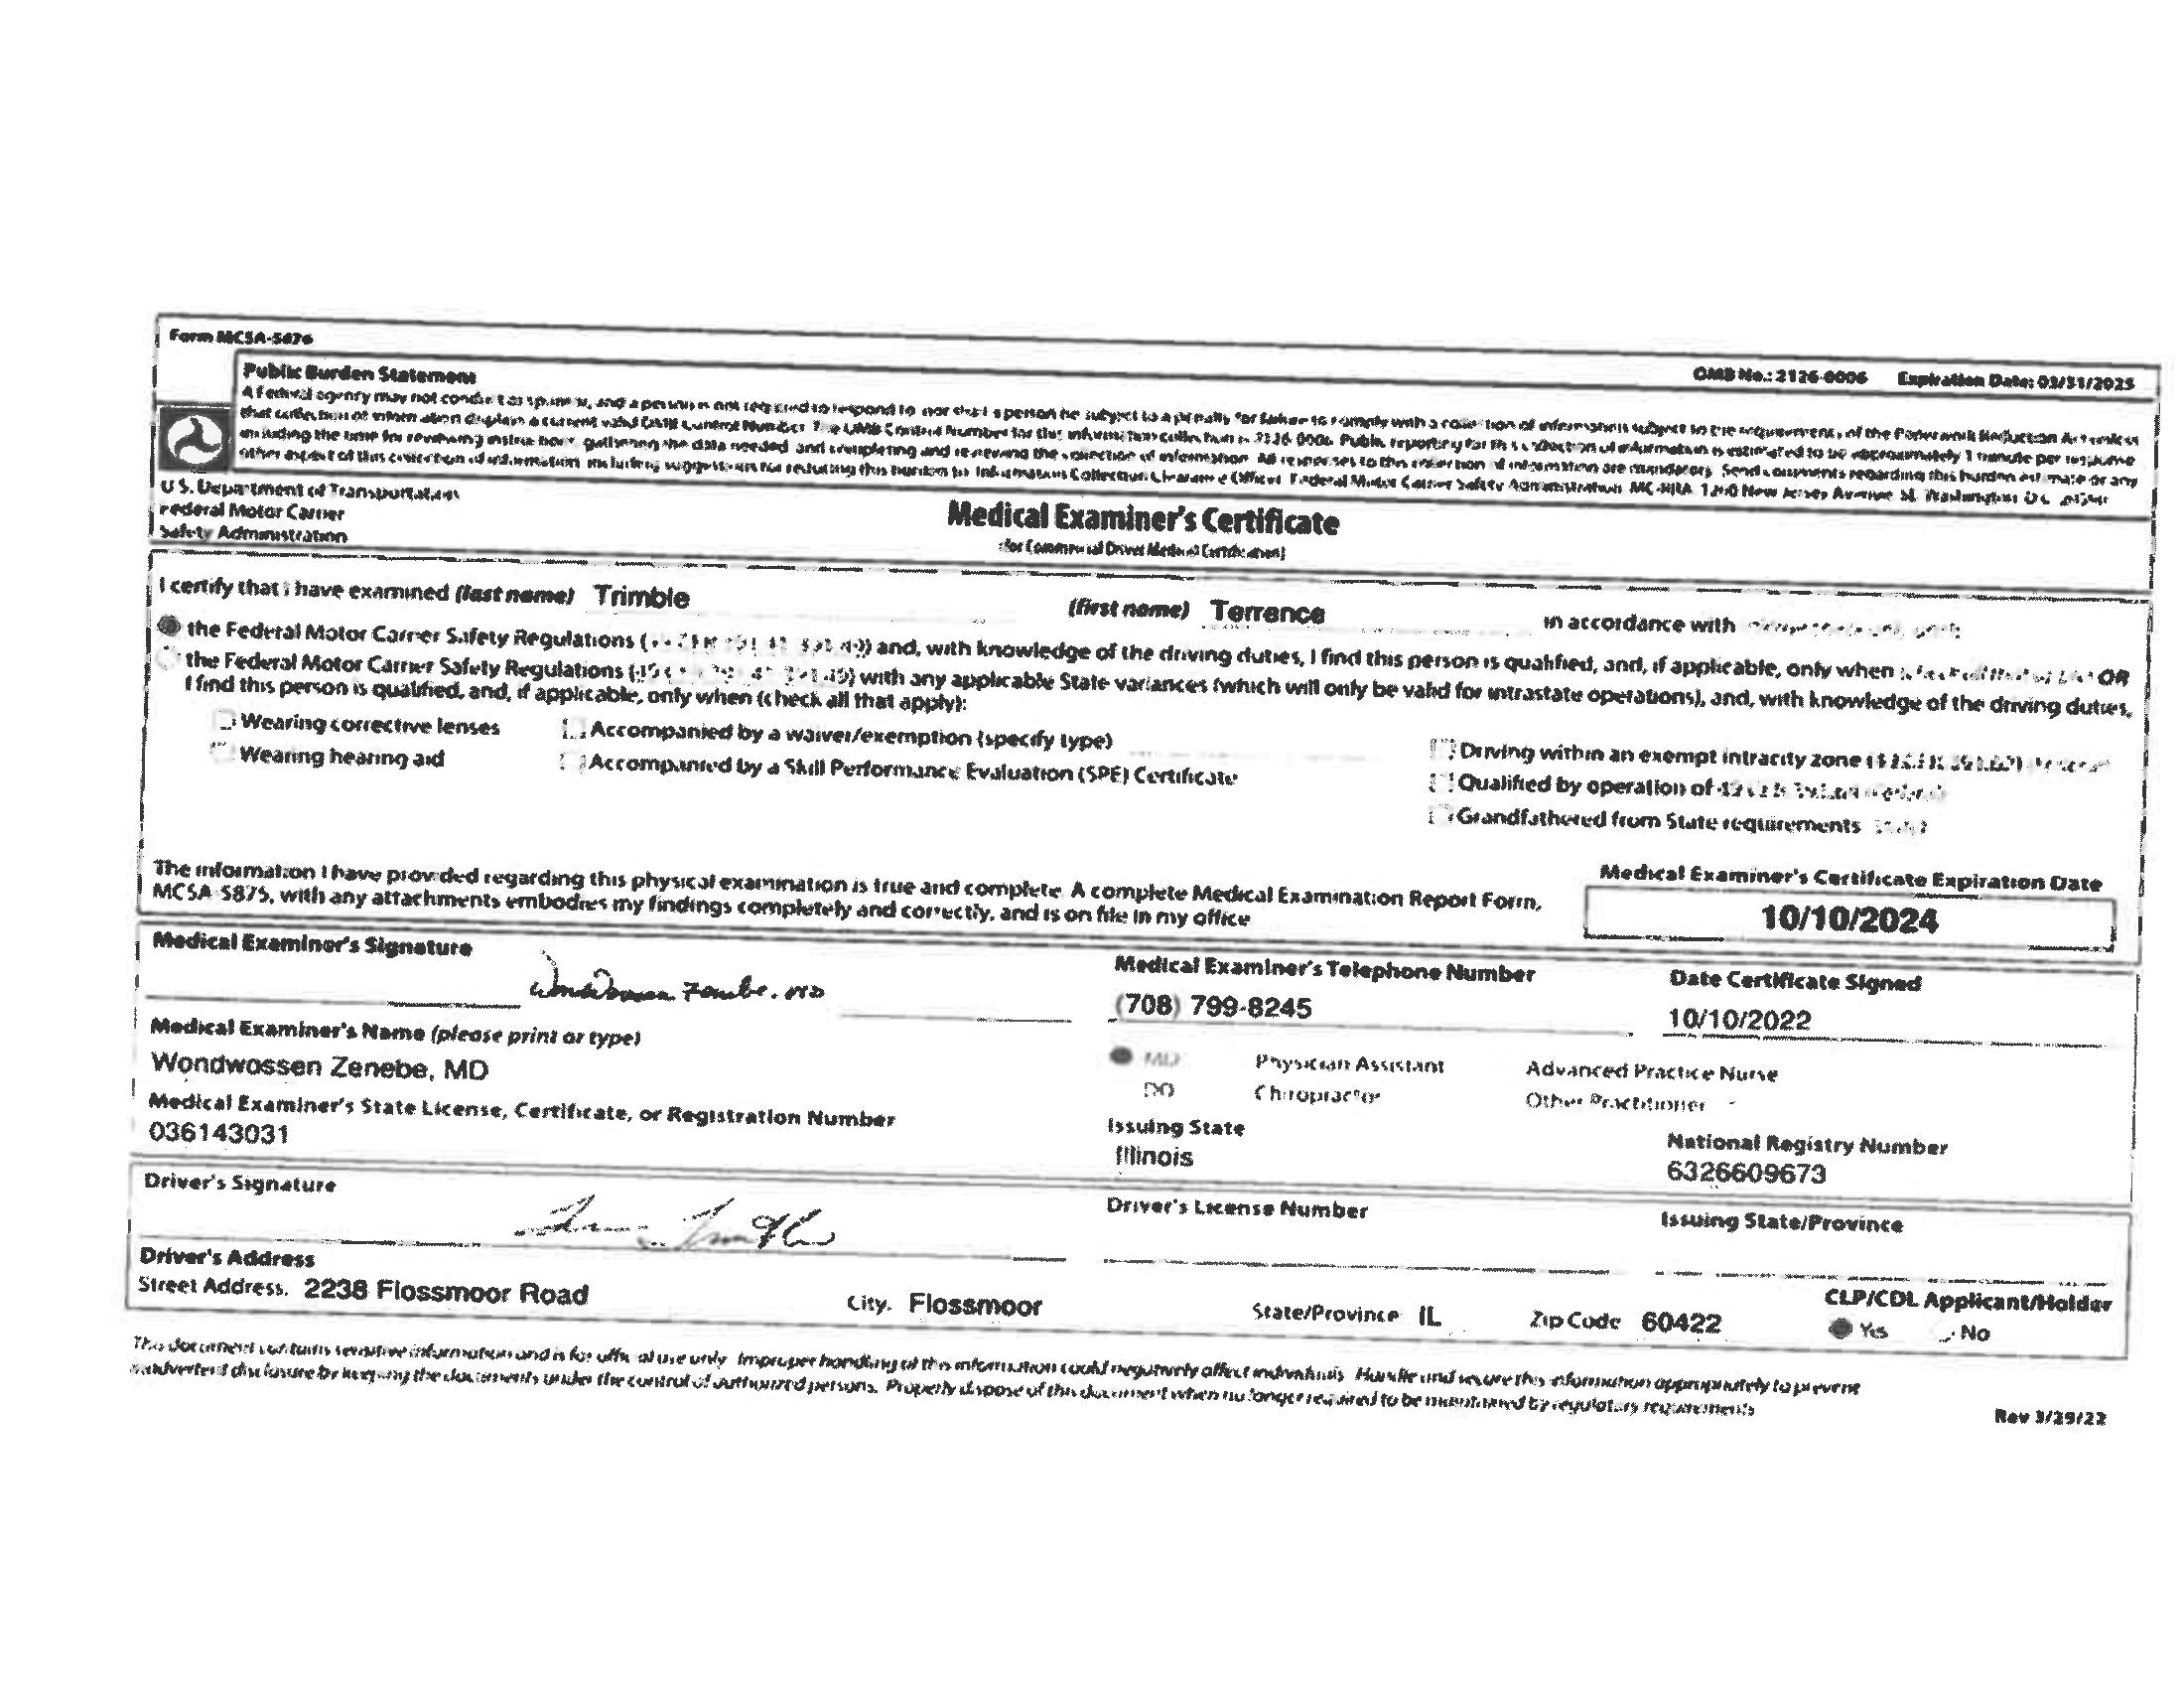 Form MCSA-5876
OMB No.: 2126-0006 Expiration Date: 03/31/2025
Public Burden Statement
A Federal agency may not conduct or sponsor, and a person is not required to respond to, nor shall a person be subject to a penalty for failure to comply with a collection of information subject to the requirements of the Paperwork Reduction Act unless
that collection of information displays a current valid OMB Control Number. The OMB Control Number for this information collection is 2126-0006. Public reporting for this collection of information is estimated to be approximately 1 minute per response,
including the time for reviewing instructions, gathering the data needed, and completing and reviewing the collection of information. All responses to this collection of information are mandatory. Send comments regarding this burden estimate or any
other aspect of this collection of information, including suggestions for reducing this burden to: Information Collection Clearance Officer, Federal Motor Carrier Safety Administration, MC-RRA, 1200 New Jersey Avenue, SE, Washington, D.C. 20590.
U.S. Department of Transportation
Federal Motor Carrier
Safety Administration
Medical Examiner's Certificate
(for Commercial Driver Medical Certification)
I certify that I have examined (last name) Trimble (first name) Terrence in accordance with
the Federal Motor Carrier Safety Regulations ( and, with knowledge of the driving duties, I find this person is qualified, and, if applicable, only when OR
the Federal Motor Carrier Safety Regulations ( with any applicable State variances (which will only be valid for intrastate operations), and, with knowledge of the driving duties,
I find this person is qualified, and, if applicable, only when (check all that apply):
Wearing corrective lenses Accompanied by a waiver/exemption (specify type) Driving within an exempt intracity zone
Wearing hearing aid Accompanied by a Skill Performance Evaluation (SPE) Certificate Qualified by operation of
Grandfathered from State requirements
The information I have provided regarding this physical examination is true and complete. A complete Medical Examination Report Form,
MCSA-5875, with any attachments embodies my findings completely and correctly, and is on file in my office
Medical Examiner's Certificate Expiration Date
10/10/2024
Medical Examiner's Signature Medical Examiner's Telephone Number Date Certificate Signed
Wondwossen Zenebe, MD (708) 799-8245 10/10/2022
Medical Examiner's Name (please print or type)
Wondwossen Zenebe, MD
MD Physician Assistant Advanced Practice Nurse
DO Chiropractor Other Practitioner
Medical Examiner's State License, Certificate, or Registration Number Issuing State National Registry Number
036143031 Illinois 6326609673
Driver's Signature Driver's License Number Issuing State/Province
Driver's Address
Street Address. 2238 Flossmoor Road City. Flossmoor State/Province IL Zip Code 60422
CLP/CDL Applicant/Holder
Yes No
This document contains sensitive information and is for official use only. Improper handling of this information could negatively affect individuals. Handle and secure this information appropriately to prevent
inadvertent disclosure by keeping the documents under the control of authorized persons. Properly dispose of this document when no longer required to be maintained by regulatory requirements
Rev 3/29/22